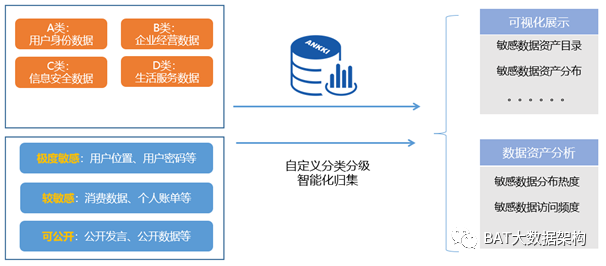 A类：
用户身份数据
B类：
企业经营数据
C类：
信息安全数据
D类：
生活服务数据
极度敏感：用户位置、用户密码等
较敏感：消费数据、个人账单等
可公开：公开发言、公开数据等
ANKKI
自定义分类分级
智能化归集
可视化展示
敏感数据资产目录
敏感数据资产分布
。。。。。。
数据资产分析
敏感数据分布热度
敏感数据访问频度
BAT大数据架构